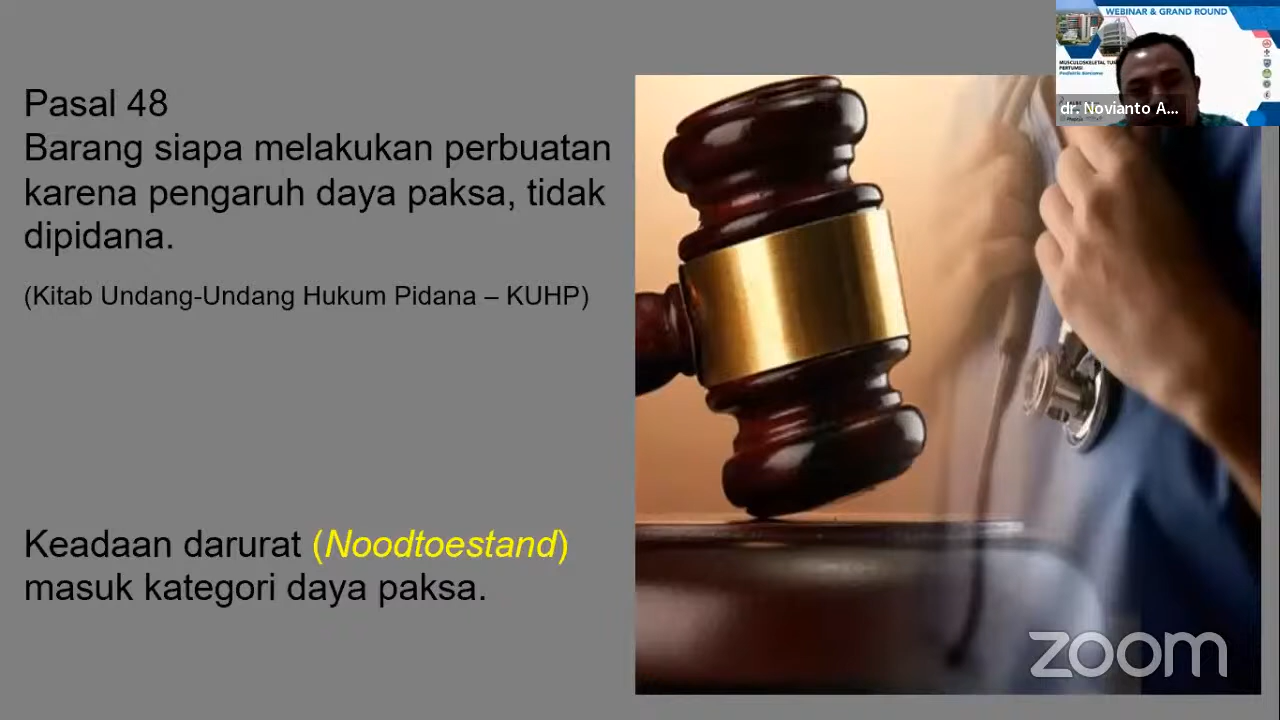 WEBINAR & GRAND ROUND
dr. Novianto A...
Pasal 48
Barang siapa melakukan perbuatan
karena pengaruh daya paksa, tidak
dipidana.
(Kitab Undang-Undang Hukum Pidana – KUHP)
Keadaan darurat (Noodtoestand)
masuk kategori daya paksa.
zoom